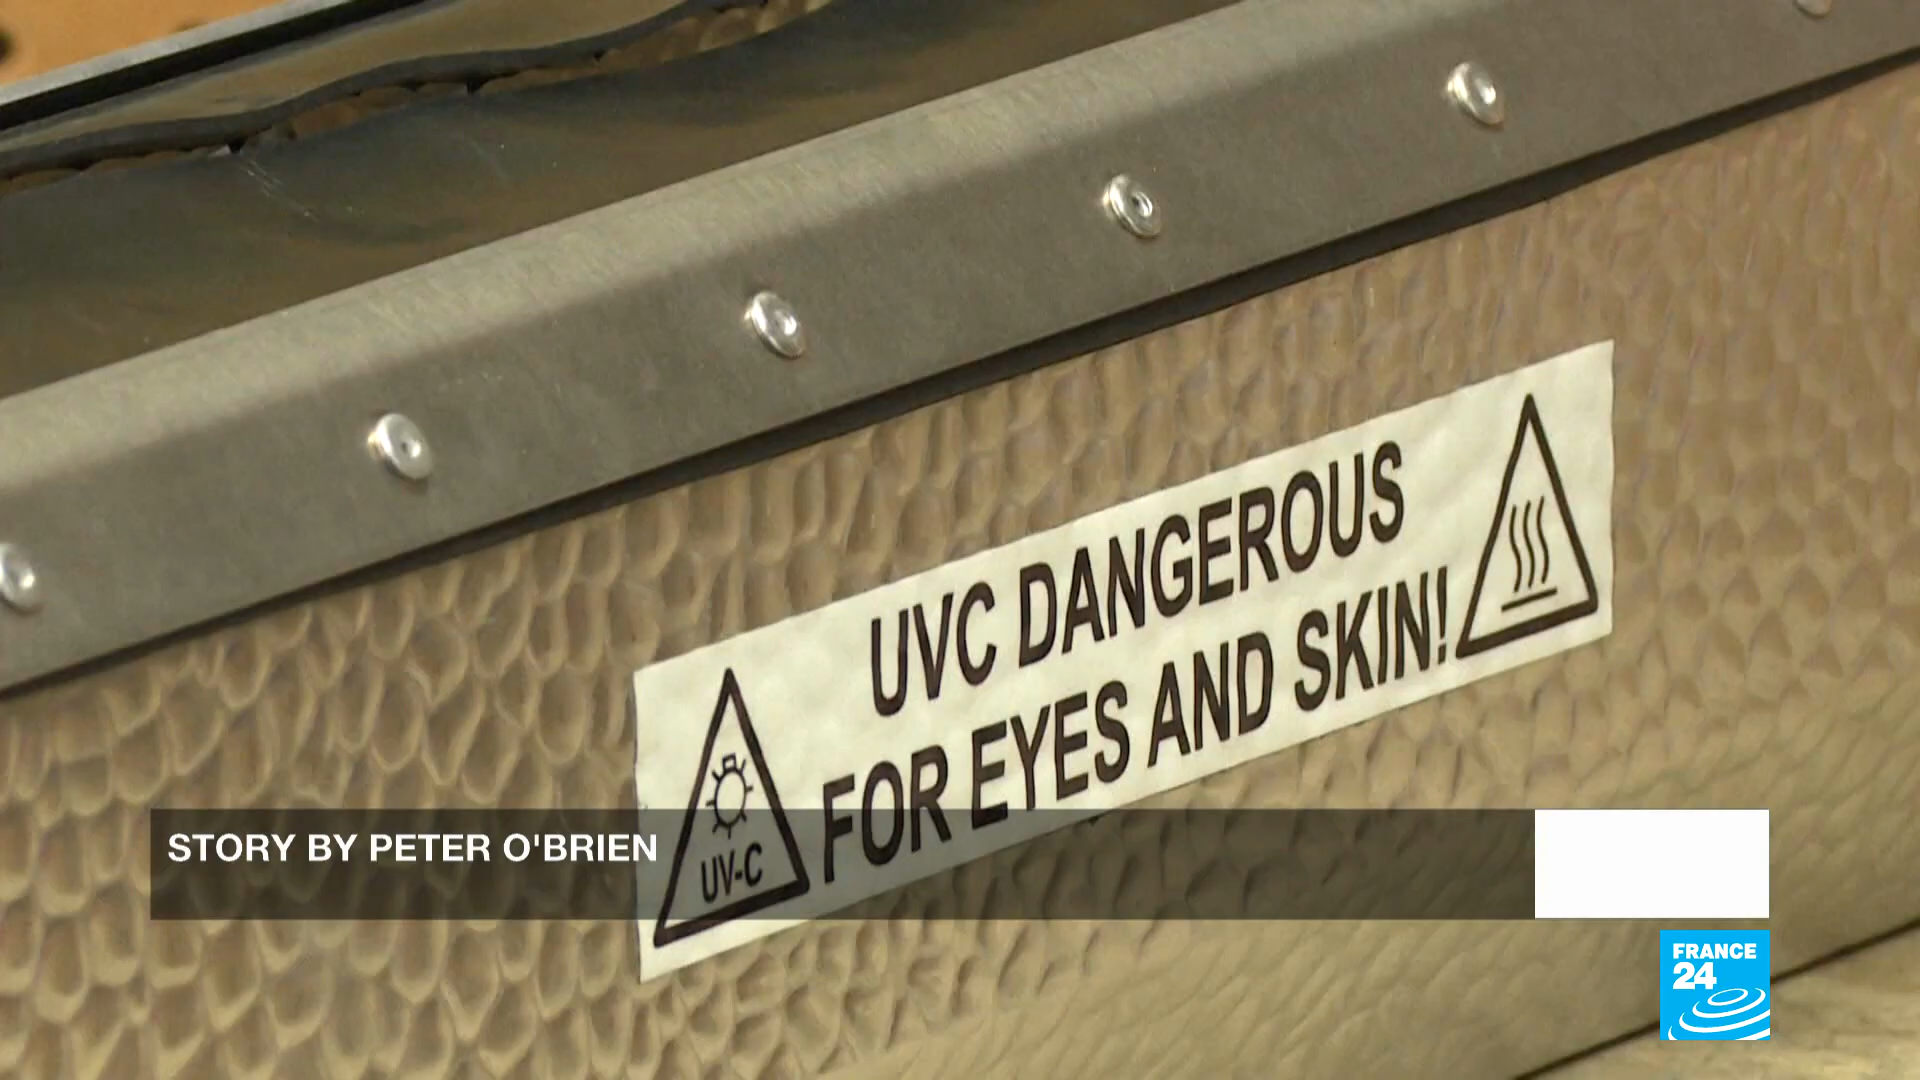 UVC DANGEROUS
FOR EYES AND SKIN!
UV-C
STORY BY PETER O'BRIEN
FRANCE
24